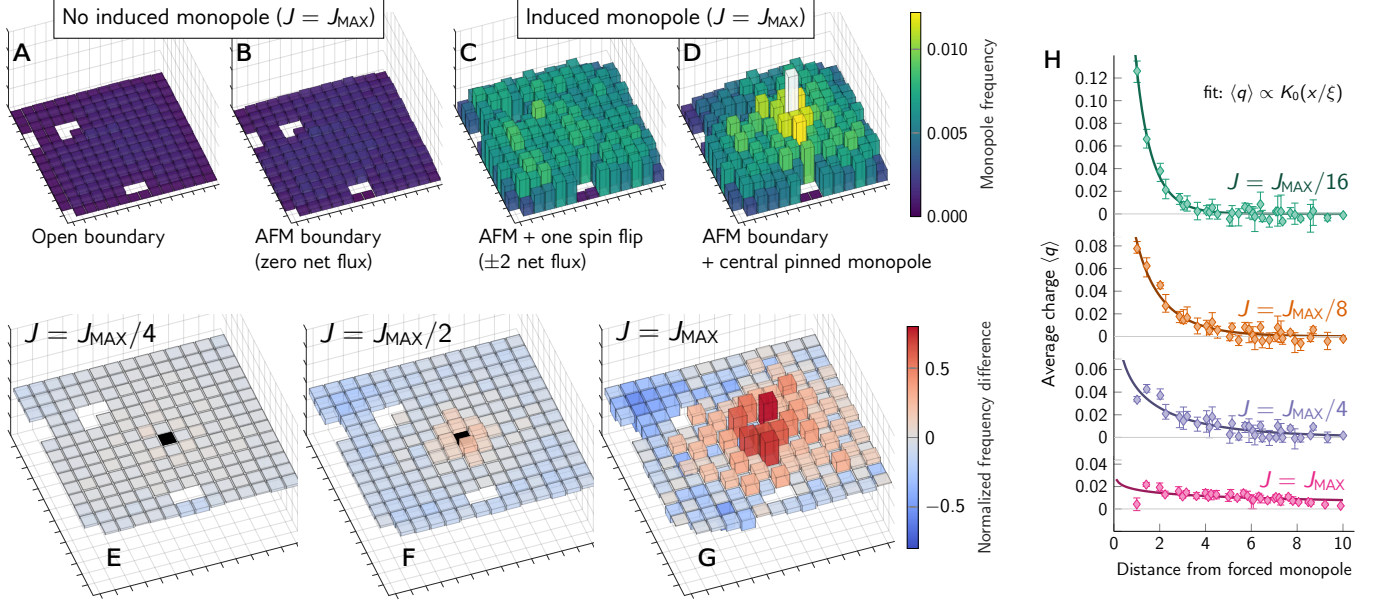 No induced monopole (J = J_MAX)
Induced monopole (J = J_MAX)
A
B
C
D
0.010
0.005
0.000
Monopole frequency
Open boundary
AFM boundary
(zero net flux)
AFM + one spin flip
(±2 net flux)
AFM boundary
+ central pinned monopole
J = J_MAX/4
J = J_MAX/2
J = J_MAX
E
F
G
0.5
0
−0.5
Normalized frequency difference
H
fit: ⟨q⟩ ∝ K₀(x/ξ)
0.12
0.10
0.08
0.06
0.04
0.02
0
J = J_MAX/16
0.08
0.06
0.04
0.02
0
J = J_MAX/8
0.06
0.04
0.02
0
J = J_MAX/4
0.02
0
J = J_MAX
Average charge ⟨q⟩
0
2
4
6
8
10
Distance from forced monopole